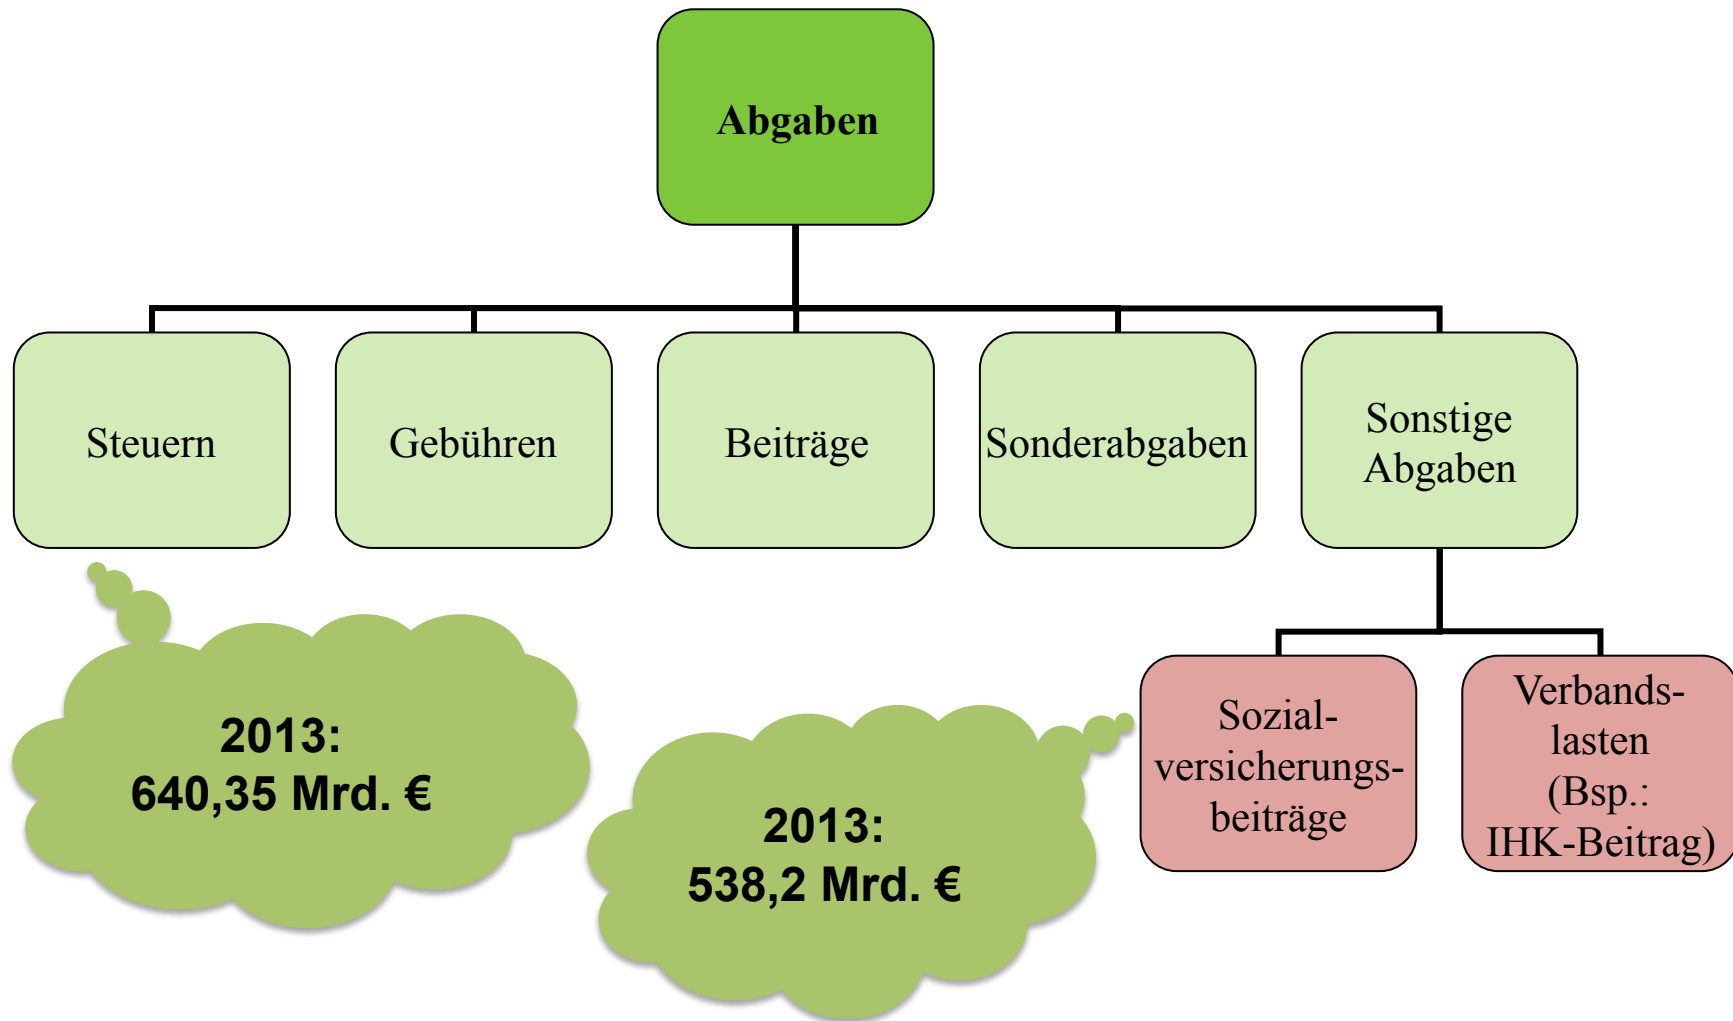 Abgaben
Steuern
Gebühren
Beiträge
Sonderabgaben
Sonstige
Abgaben
2013:
640,35 Mrd. €
2013:
538,2 Mrd. €
Sozial-
versicherungs-
beiträge
Verbands-
lasten
(Bsp.:
IHK-Beitrag)